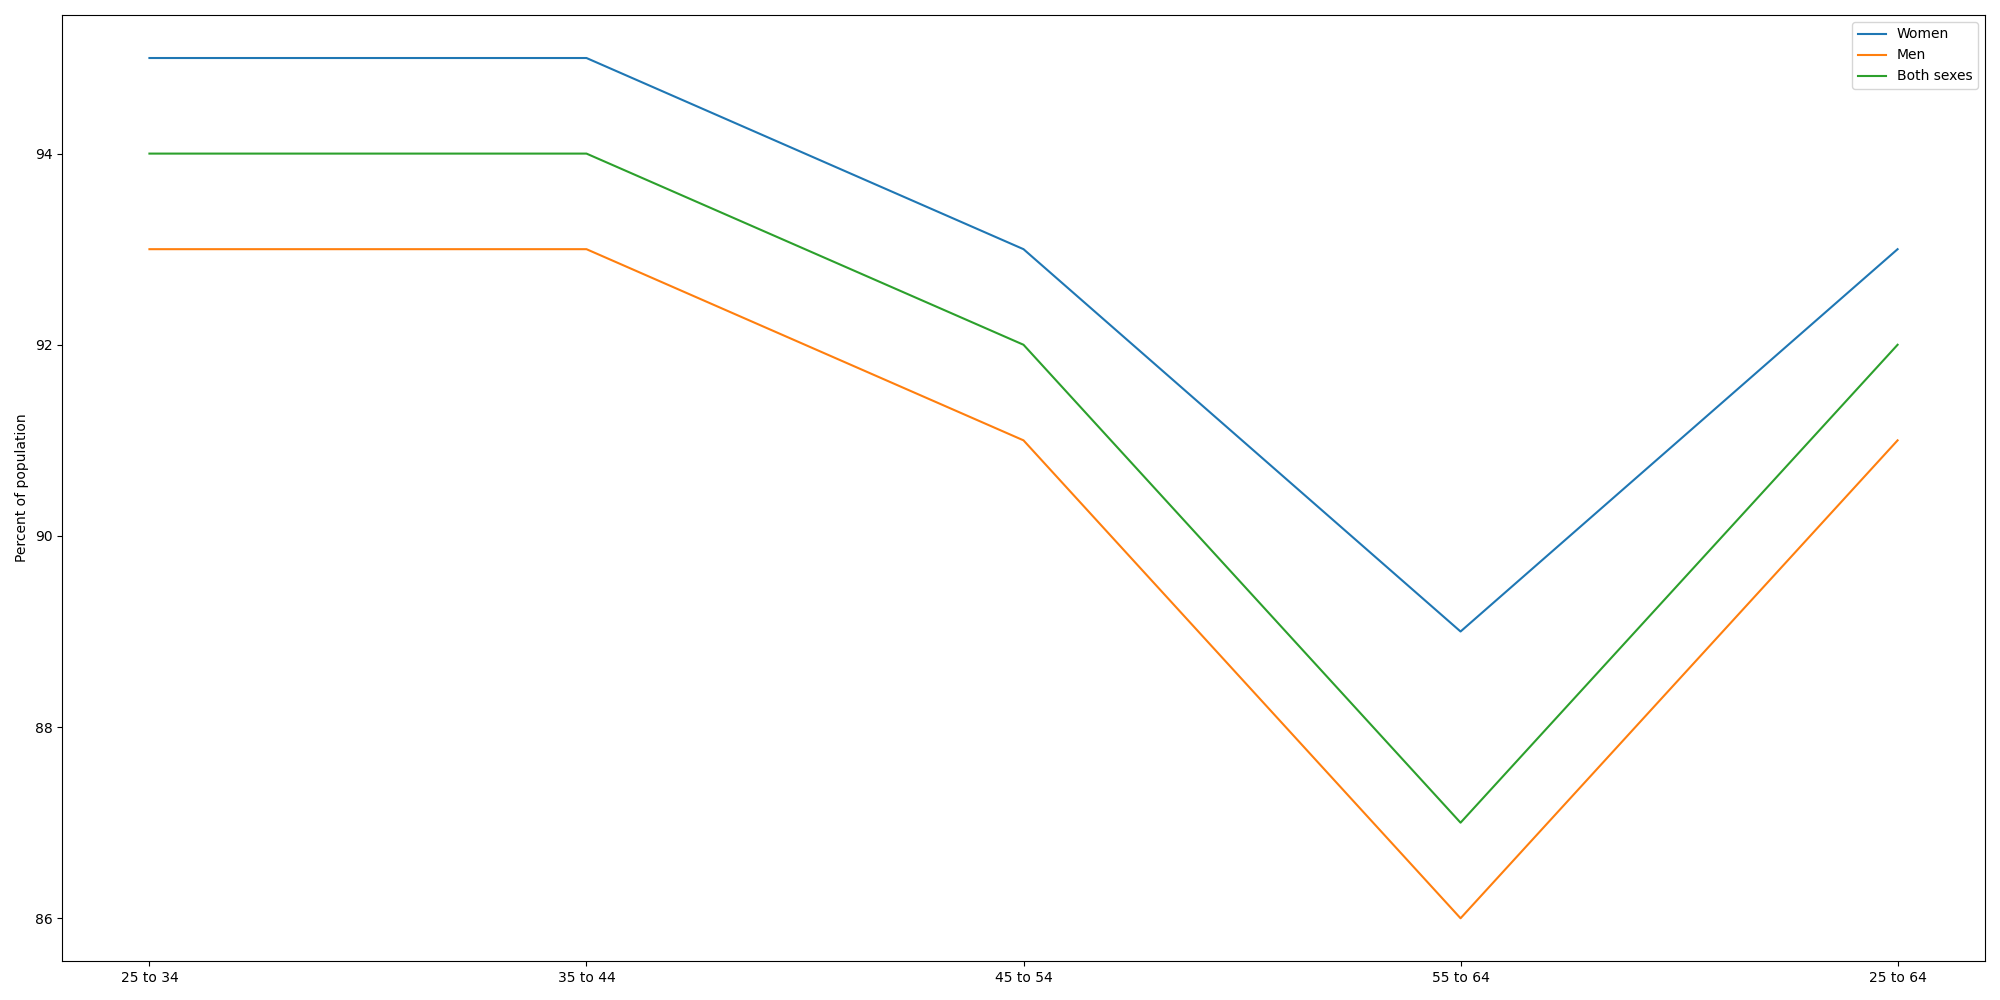 Women
Men
Both sexes
Percent of population
94
92
90
88
86
25 to 34
35 to 44
45 to 54
55 to 64
25 to 64